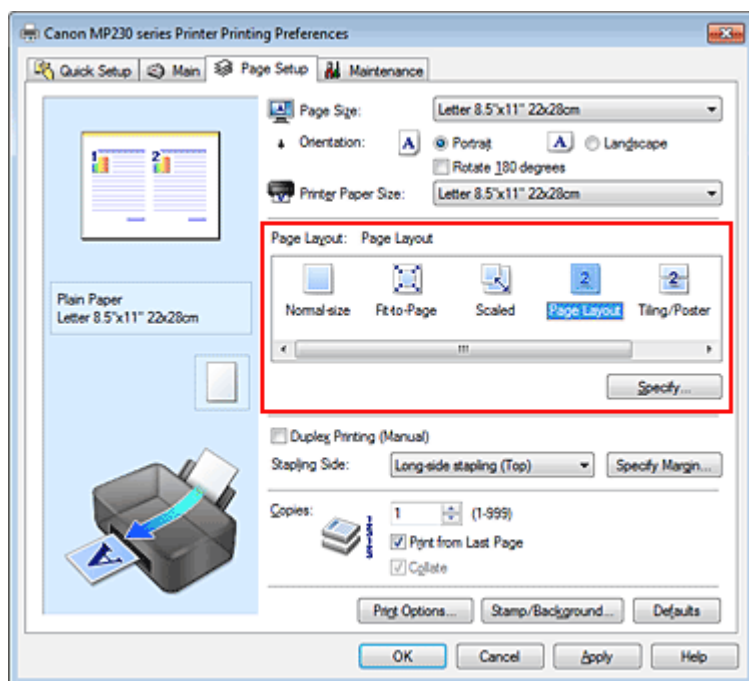 Canon MP230 series Printer Printing Preferences
Quick Setup Main Page Setup Maintenance
Page Size: Letter 8.5"x11" 22x28cm
Orientation: A Portrait A Landscape
Rotate 180 degrees
Printer Paper Size: Letter 8.5"x11" 22x28cm
1 2
Plain Paper
Letter 8.5"x11" 22x28cm
Page Layout: Page Layout
2 2
Normal-size Fit-to-Page Scaled Page Layout Tiling/Poster
Specify...
Duplex Printing (Manual)
Stapling Side: Long-side stapling (Top) Specify Margin...
Copies: 1 (1-999)
Print from Last Page
Collate
A
Print Options... Stamp/Background... Defaults
OK Cancel Apply Help